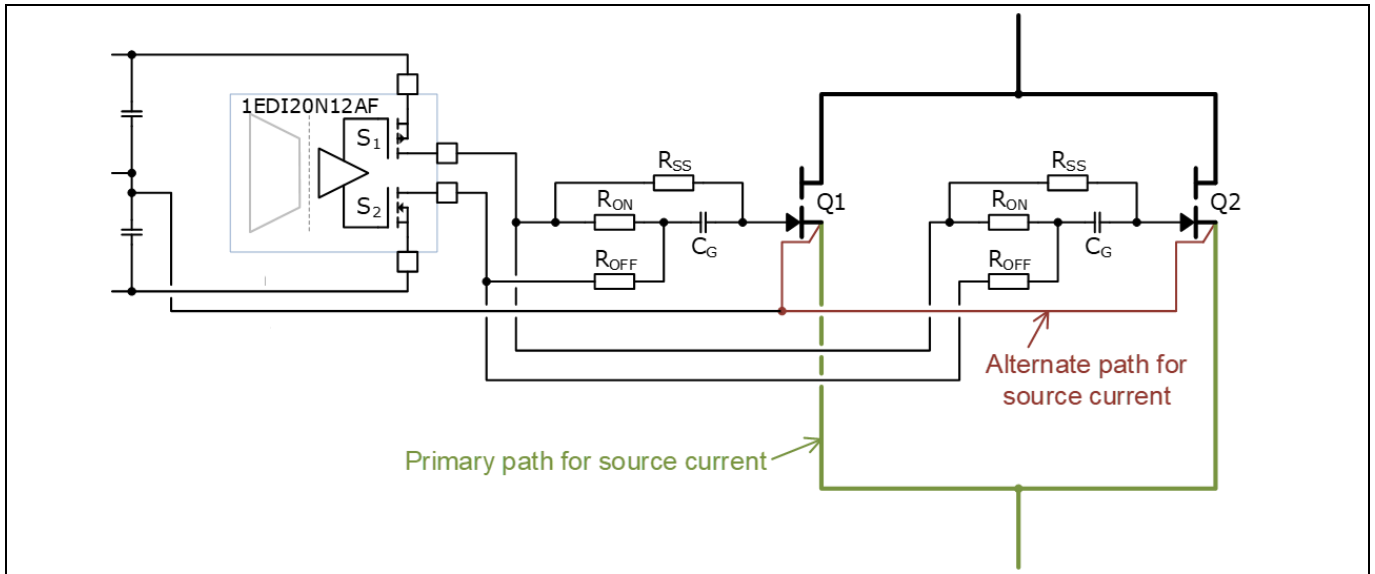 1EDI20N12AF
S1
S2
RSS
RON
CG
ROFF
Q1
RSS
RON
CG
ROFF
Q2
Alternate path for
source current
Primary path for source current